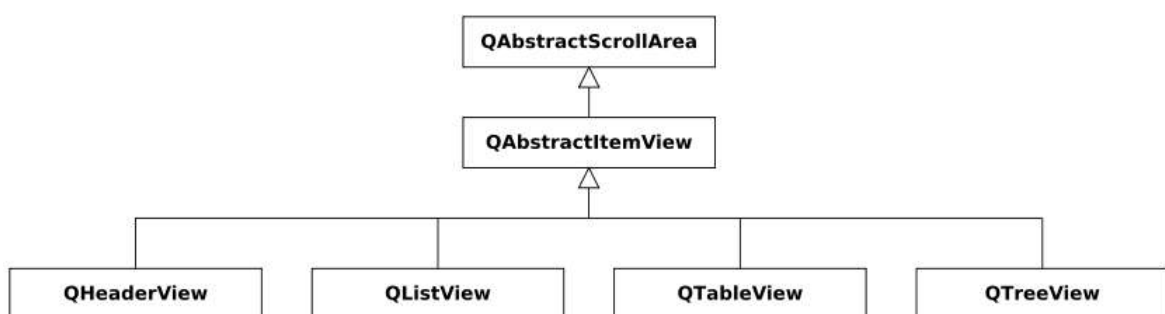 QAbstractScrollArea
QAbstractItemView
QHeaderView
QListView
QTableView
QTreeView